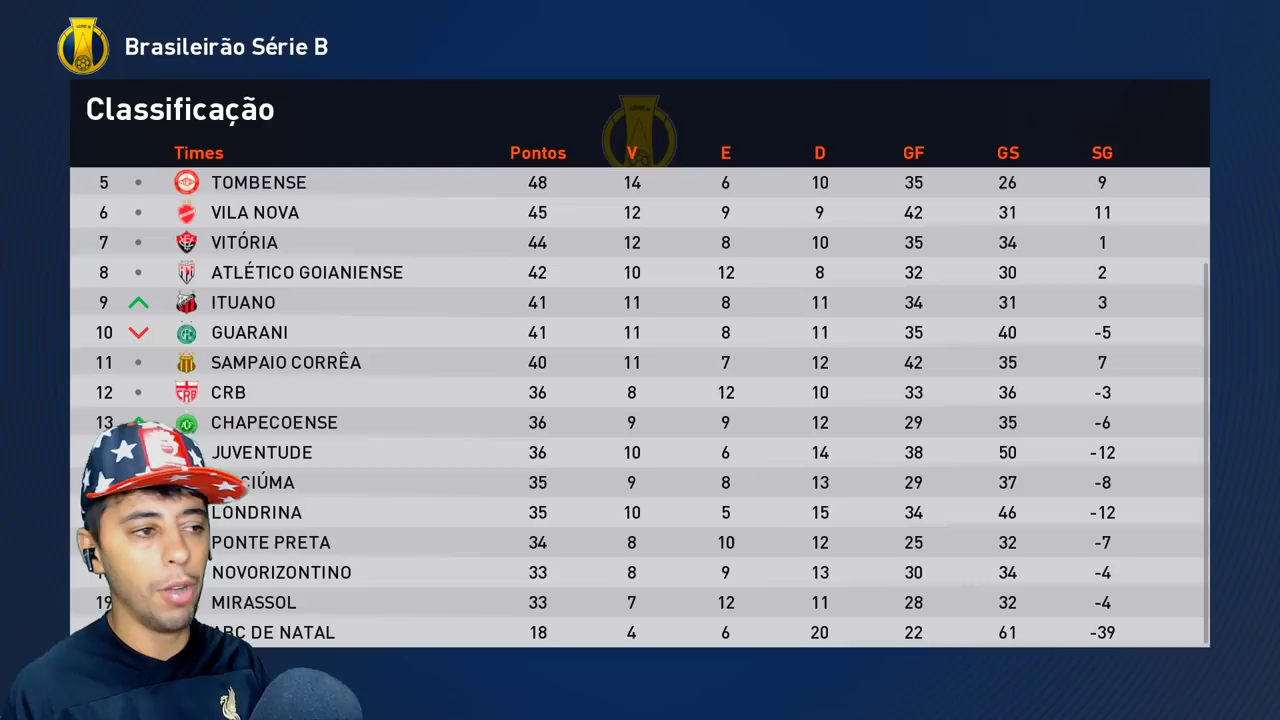 Brasileirão Série B
Classificação
Times Pontos V E D GF GS SG
5 TOMBENSE 48 14 6 10 35 26 9
6 VILA NOVA 45 12 9 9 42 31 11
7 VITÓRIA 44 12 8 10 35 34 1
8 ATLÉTICO GOIANIENSE 42 10 12 8 32 30 2
9 ITUANO 41 11 8 11 34 31 3
10 GUARANI 41 11 8 11 35 40 -5
11 SAMPAIO CORRÊA 40 11 7 12 42 35 7
12 CRB 36 8 12 10 33 36 -3
13 CHAPECOENSE 36 9 9 12 29 35 -6
JUVENTUDE 36 10 6 14 38 50 -12
CIÚMA 35 9 8 13 29 37 -8
LONDRINA 35 10 5 15 34 46 -12
PONTE PRETA 34 8 10 12 25 32 -7
NOVORIZONTINO 33 8 9 13 30 34 -4
19 MIRASSOL 33 7 12 11 28 32 -4
ABC DE NATAL 18 4 6 20 22 61 -39